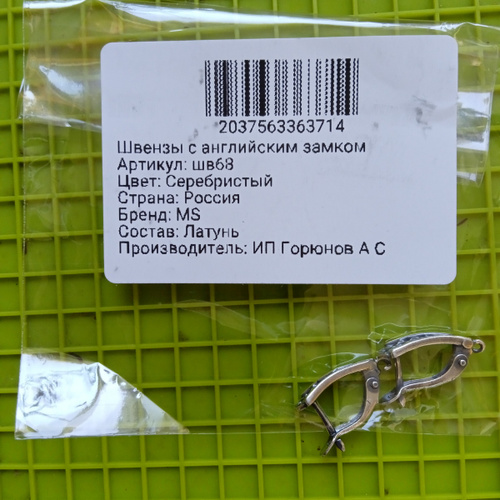 2037563363714
Швензы с английским замком
Артикул: шв68
Цвет: Серебристый
Страна: Россия
Бренд: MS
Состав: Латунь
Производитель: ИП Горюнов А С